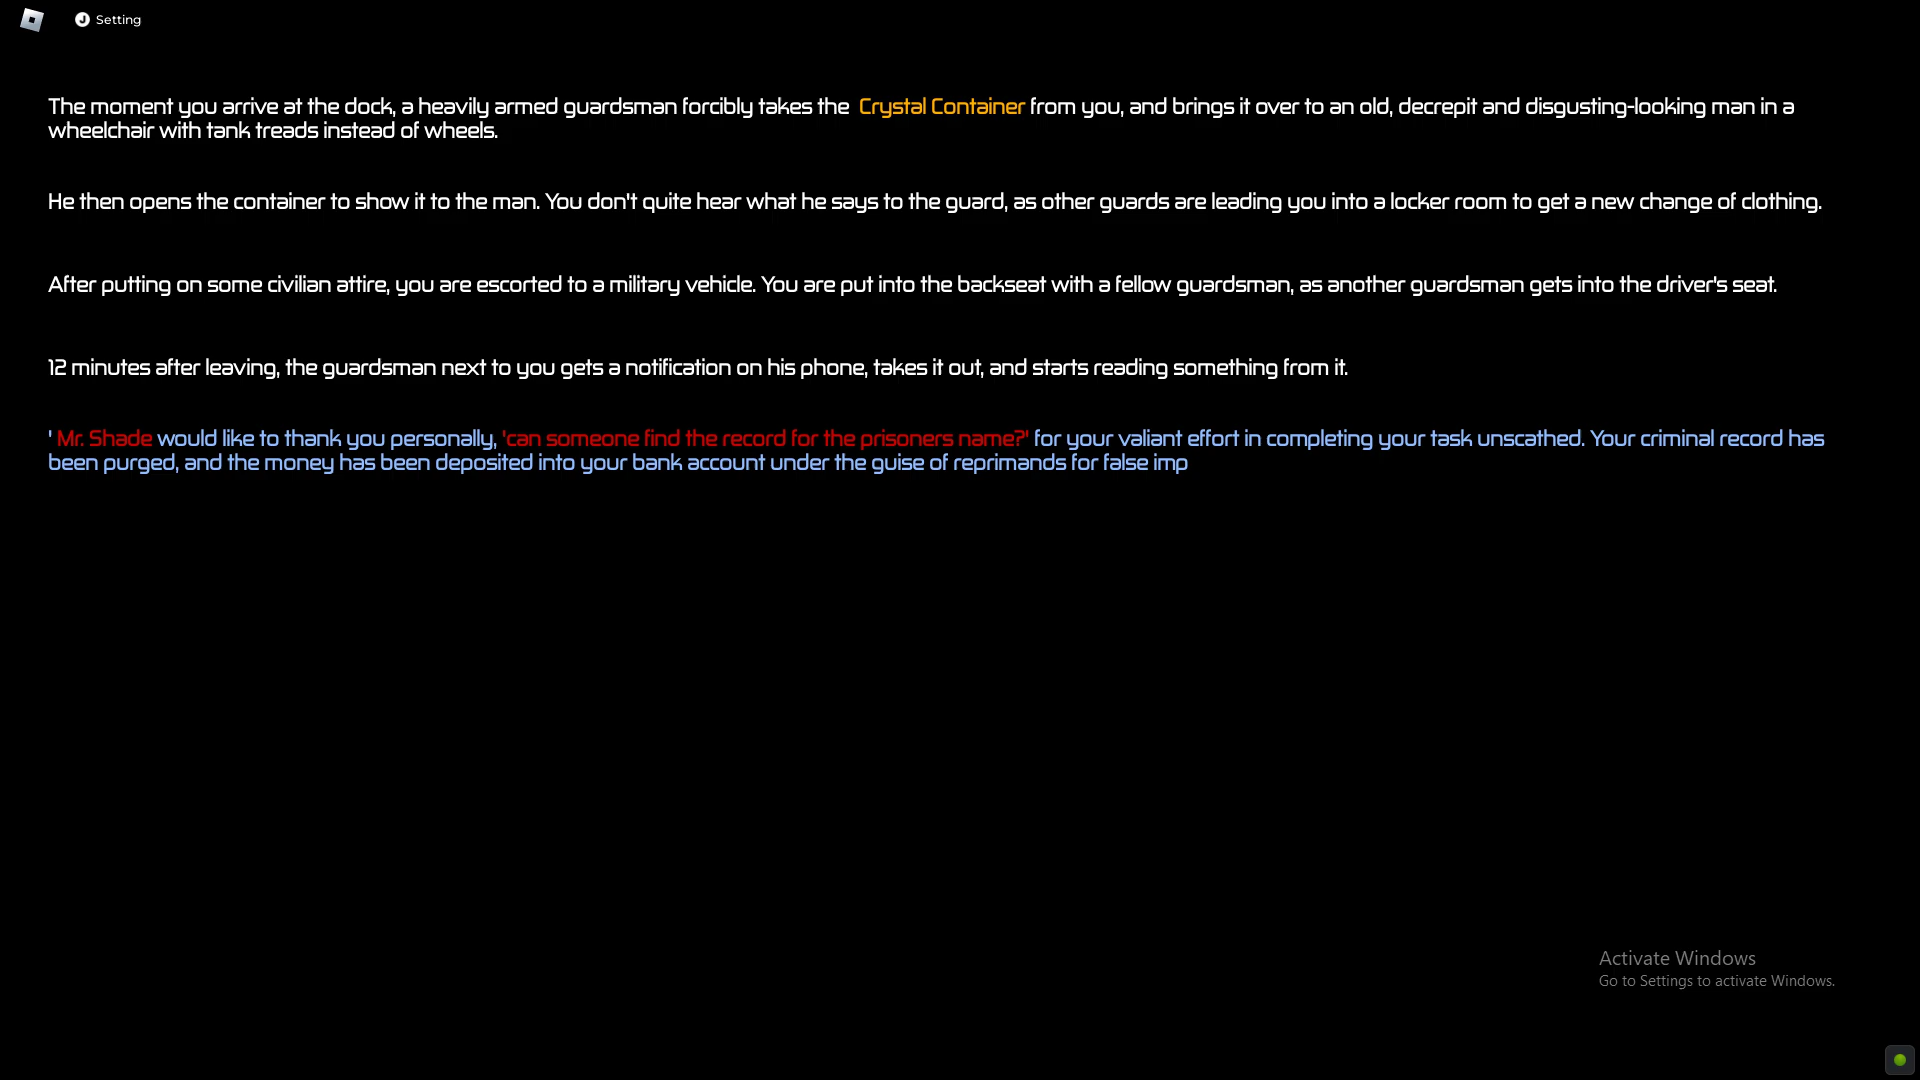 Setting
The moment you arrive at the dock, a heavily armed guardsman forcibly takes the Crystal Container from you, and brings it over to an old, decrepit and disgusting-looking man in a
wheelchair with tank treads instead of wheels.
He then opens the container to show it to the man. You don't quite hear what he says to the guard, as other guards are leading you into a locker room to get a new change of clothing.
After putting on some civilian attire, you are escorted to a military vehicle. You are put into the backseat with a fellow guardsman, as another guardsman gets into the driver's seat.
12 minutes after leaving, the guardsman next to you gets a notification on his phone, takes it out, and starts reading something from it.
' Mr. Shade would like to thank you personally, 'can someone find the record for the prisoners name?' for your valiant effort in completing your task unscathed. Your criminal record has
been purged, and the money has been deposited into your bank account under the guise of reprimands for false imp
Activate Windows
Go to Settings to activate Windows.